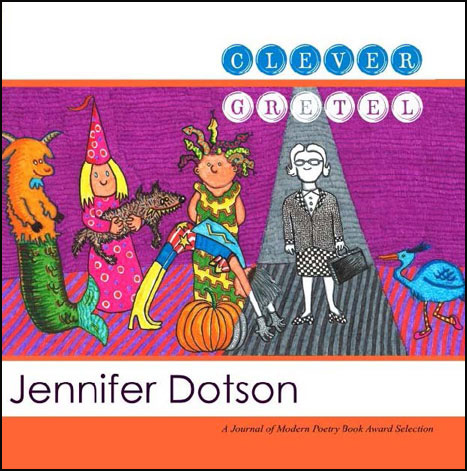 CLEVER
GRETEL
Jennifer Dotson
A Journal of Modern Poetry Book Award Selection